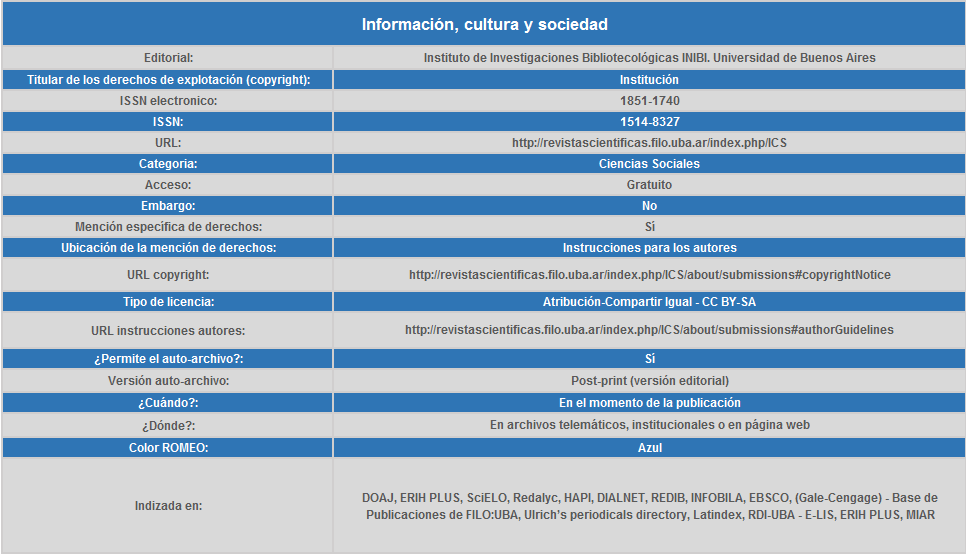 Información, cultura y sociedad
Editorial: Instituto de Investigaciones Bibliotecológicas INIBI. Universidad de Buenos Aires
Titular de los derechos de explotación (copyright): Institución
ISSN electronico: 1851-1740
ISSN: 1514-8327
URL: http://revistascientificas.filo.uba.ar/index.php/ICS
Categoria: Ciencias Sociales
Acceso: Gratuito
Embargo: No
Mención específica de derechos: Sí
Ubicación de la mención de derechos: Instrucciones para los autores
URL copyright: http://revistascientificas.filo.uba.ar/index.php/ICS/about/submissions#copyrightNotice
Tipo de licencia: Atribución-Compartir Igual - CC BY-SA
URL instrucciones autores: http://revistascientificas.filo.uba.ar/index.php/ICS/about/submissions#authorGuidelines
¿Permite el auto-archivo?: Sí
Versión auto-archivo: Post-print (versión editorial)
¿Cuándo?: En el momento de la publicación
¿Dónde?: En archivos telemáticos, institucionales o en página web
Color ROMEO: Azul
Indizada en: DOAJ, ERIH PLUS, SciELO, Redalyc, HAPI, DIALNET, REDIB, INFOBILA, EBSCO, (Gale-Cengage) - Base de
Publicaciones de FILO:UBA, Ulrich's periodicals directory, Latindex, RDI-UBA - E-LIS, ERIH PLUS, MIAR